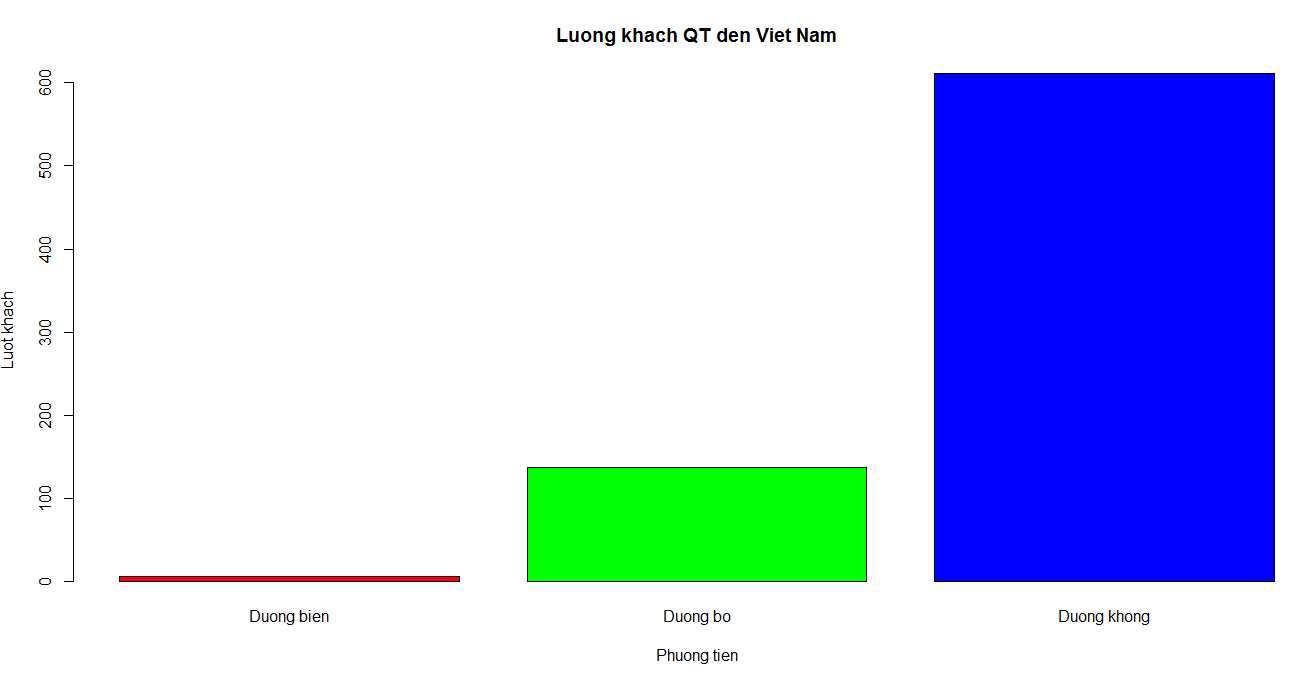 Luong khach QT den Viet Nam
Luot khach
600
500
400
300
200
100
0
Duong bien
Duong bo
Duong khong
Phuong tien